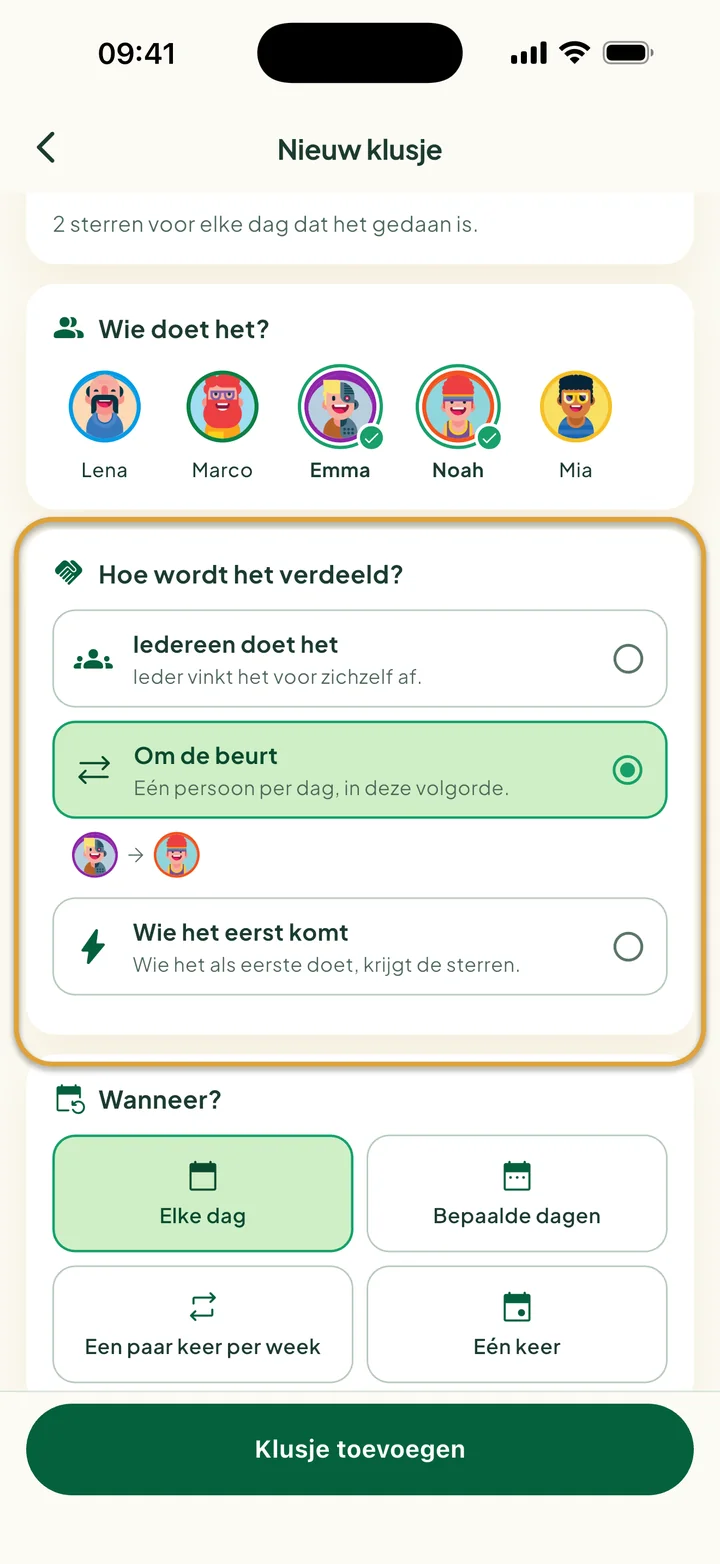 09:41
Nieuw klusje
2 sterren voor elke dag dat het gedaan is.
Wie doet het?
Lena
Marco
Emma
Noah
Mia
Hoe wordt het verdeeld?
Iedereen doet het
Ieder vinkt het voor zichzelf af.
Om de beurt
Eén persoon per dag, in deze volgorde.
Wie het eerst komt
Wie het als eerste doet, krijgt de sterren.
Wanneer?
Elke dag
Bepaalde dagen
Een paar keer per week
Eén keer
Klusje toevoegen